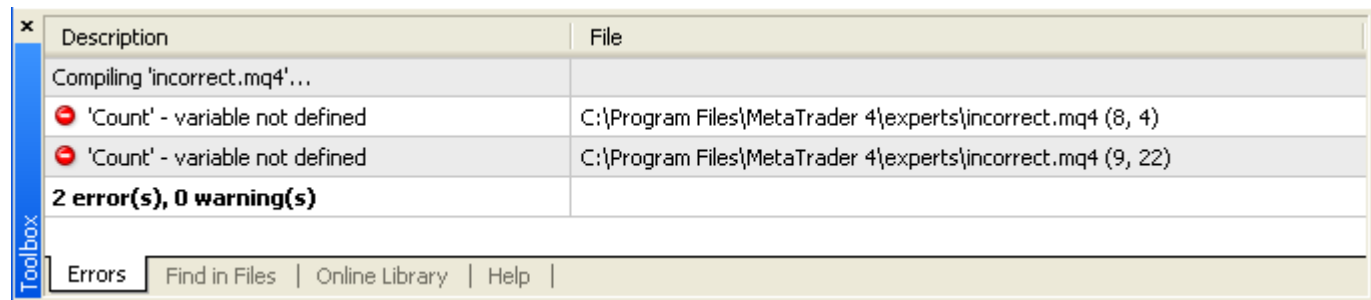 Description File
Compiling 'incorrect.mq4'...
'Count' - variable not defined C:\Program Files\MetaTrader 4\experts\incorrect.mq4 (8, 4)
'Count' - variable not defined C:\Program Files\MetaTrader 4\experts\incorrect.mq4 (9, 22)
2 error(s), 0 warning(s)
Toolbox
Errors Find in Files | Online Library | Help |